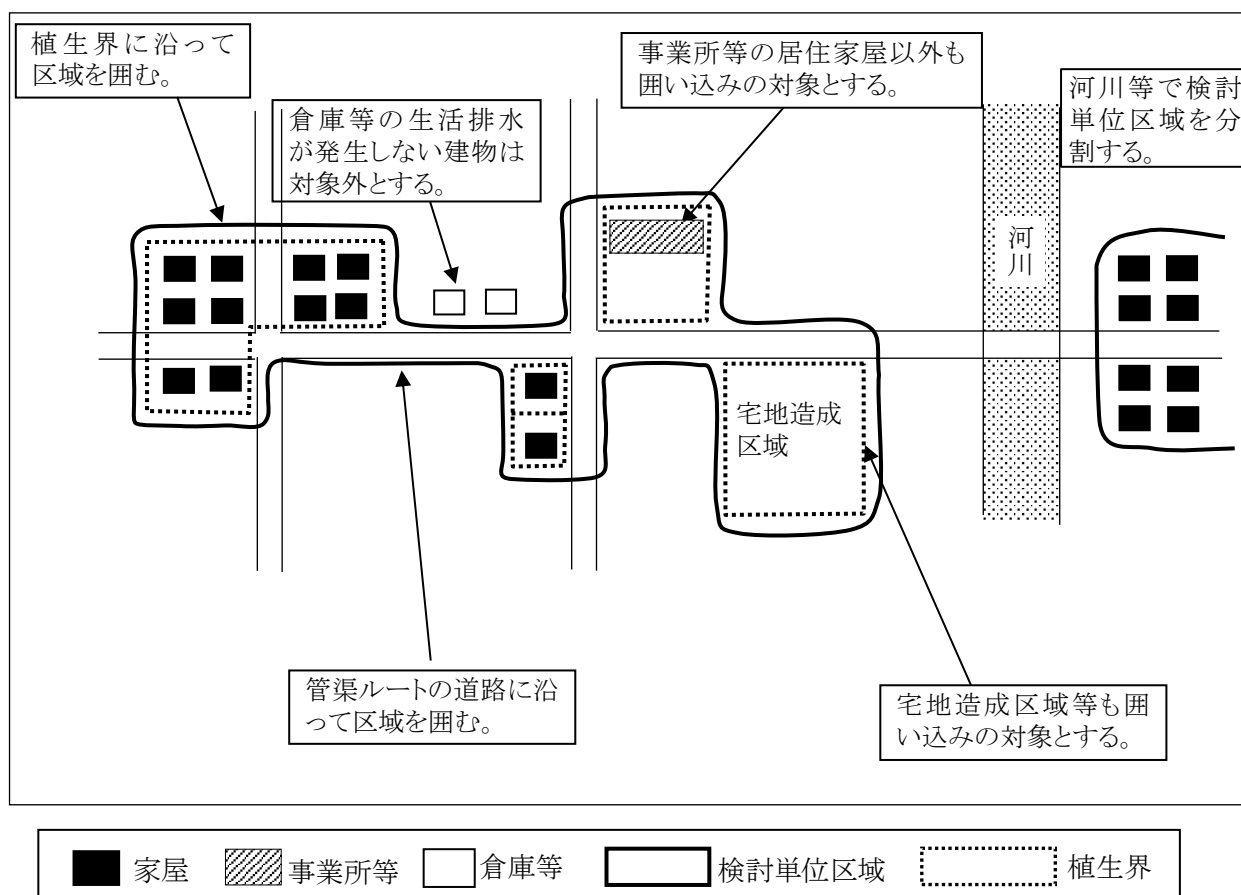 植生界に沿って
区域を囲む。
事業所等の居住家屋以外も
囲い込みの対象とする。
河川等で検討
単位区域を分
割する。
倉庫等の生活排水
が発生しない建物は
対象外とする。
河川
宅地造成
区域
管渠ルートの道路に沿
って区域を囲む。
宅地造成区域等も囲
い込みの対象とする。
家屋 事業所等 倉庫等 検討単位区域 植生界